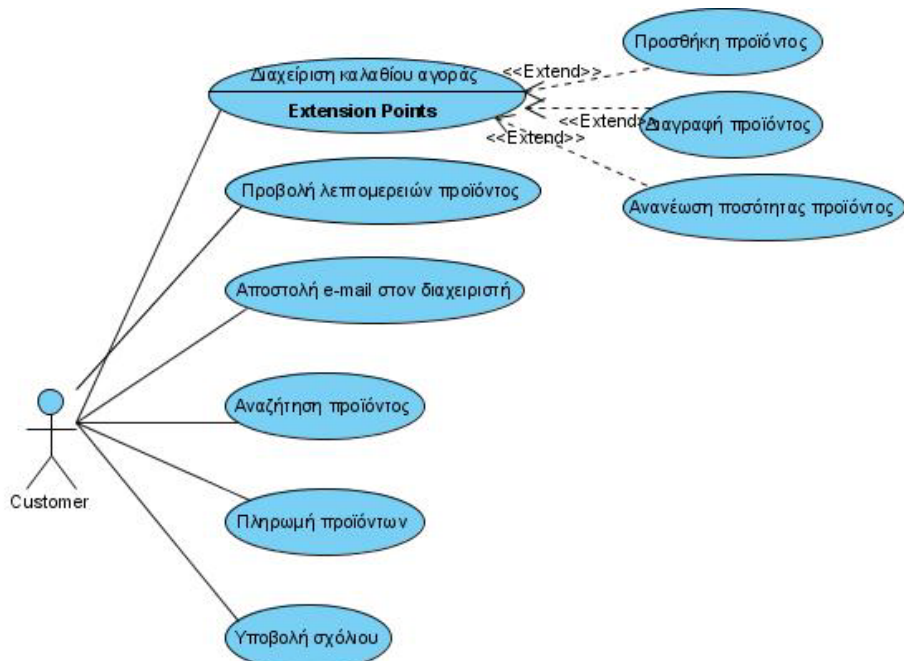 Προσθήκη προϊόντος
Διαχείριση καλαθίου αγοράς
<<Extend>>
Extension Points
<<Extend>>
Διαγραφή προϊόντος
<<Extend>>
Προβολή λεπτομερειών προϊόντος
Ανανέωση ποσότητας προϊόντος
Αποστολή e-mail στον διαχειριστή
Αναζήτηση προϊόντος
Customer
Πληρωμή προϊόντων
Υποβολή σχόλιου